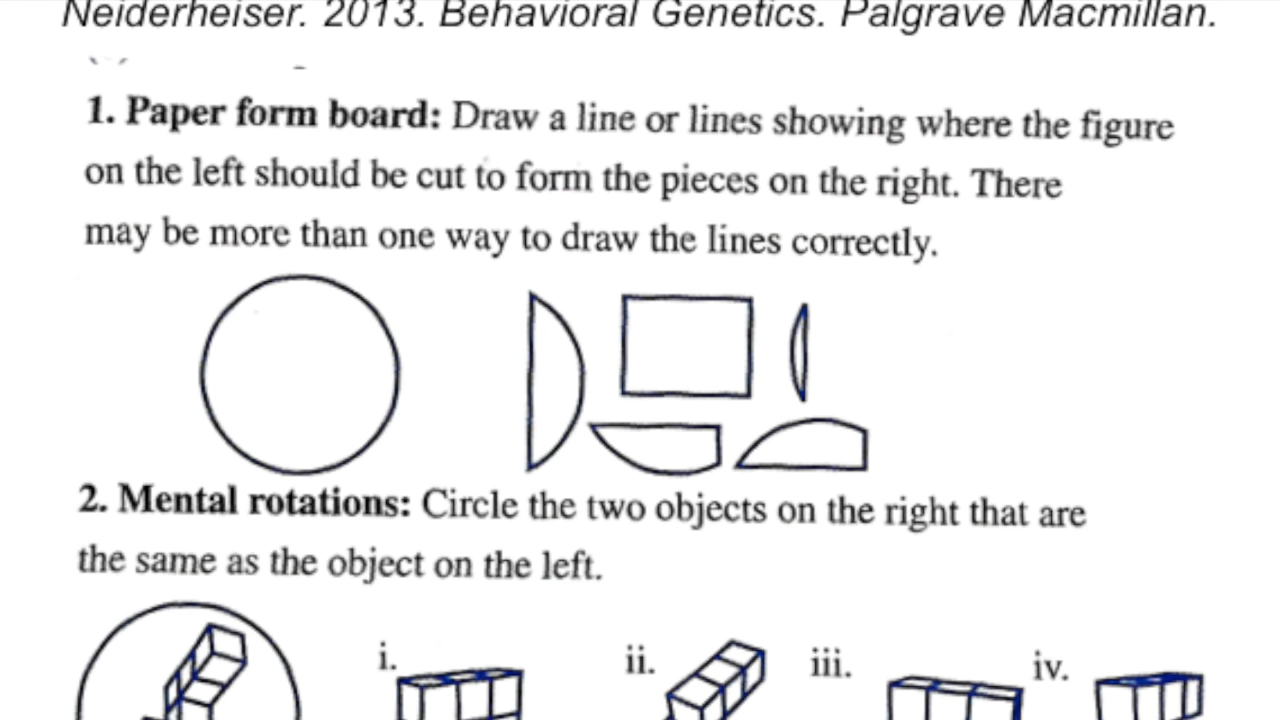 Neiderheiser. 2013. Behavioral Genetics. Palgrave Macmillan.
1. Paper form board: Draw a line or lines showing where the figure
on the left should be cut to form the pieces on the right. There
may be more than one way to draw the lines correctly.
2. Mental rotations: Circle the two objects on the right that are
the same as the object on the left.
i. ii. iii. iv.